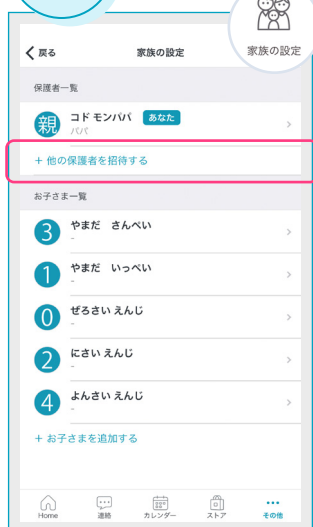 家族の設定
戻る
家族の設定
保護者一覧
親
コドモンパパ
あなた
パパ
+ 他の保護者を招待する
お子さま一覧
3
やまだ さんぺい
-
1
やまだ いっぺい
-
0
ぜろさい えんじ
-
2
にさい えんじ
-
4
よんさい えんじ
-
+ お子さまを追加する
Home
連絡
カレンダー
ストア
その他